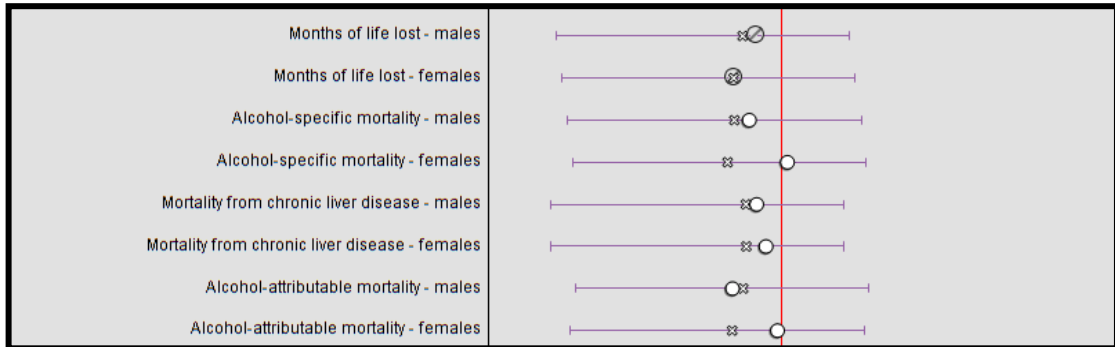 Months of life lost - males
Months of life lost - females
Alcohol-specific mortality - males
Alcohol-specific mortality - females
Mortality from chronic liver disease - males
Mortality from chronic liver disease - females
Alcohol-attributable mortality - males
Alcohol-attributable mortality - females